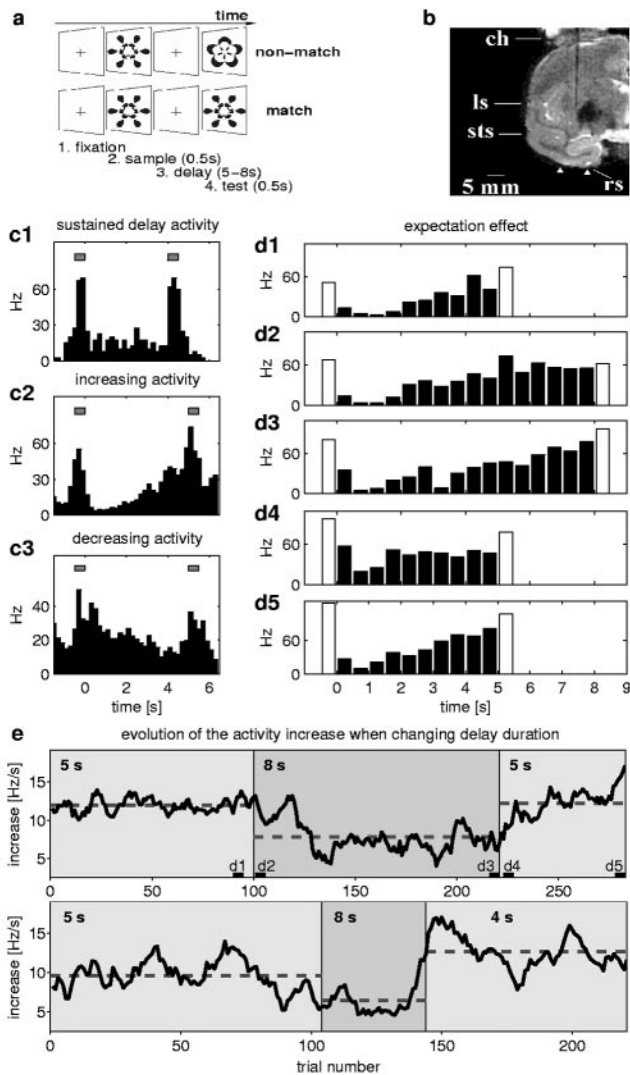 a
time
non-match
match
1. fixation
2. sample (0.5s)
3. delay (5-8s)
4. test (0.5s)
b
ch
ls
sts
5 mm
rs
c1
sustained delay activity
60
30
0
Hz
c2
increasing activity
60
30
0
Hz
c3
decreasing activity
40
20
0
Hz
0 2 4 6
time [s]
expectation effect
d1
60
0
Hz
d2
60
0
Hz
d3
60
0
Hz
d4
60
0
Hz
d5
60
0
Hz
0 1 2 3 4 5 6 7 8 9
time [s]
e
evolution of the activity increase when changing delay duration
5 s 8 s 5 s
15
10
5
increase [Hz/s]
d1 d2 d3 d4 d5
0 50 100 150 200 250
5 s 8 s 4 s
15
10
5
increase [Hz/s]
0 50 100 150 200
trial number